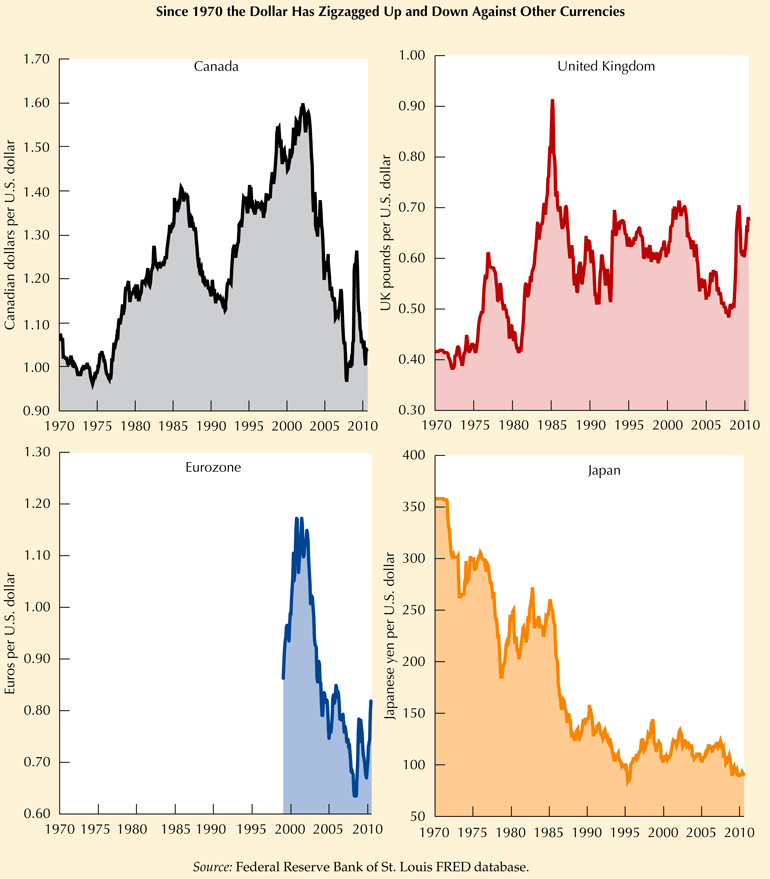 Since 1970 the Dollar Has Zigzagged Up and Down Against Other Currencies
Canada
Canadian dollars per U.S. dollar
1.70
1.60
1.50
1.40
1.30
1.20
1.10
1.00
0.90
1970 1975 1980 1985 1990 1995 2000 2005 2010
United Kingdom
UK pounds per U.S. dollar
1.00
0.90
0.80
0.70
0.60
0.50
0.40
0.30
1970 1975 1980 1985 1990 1995 2000 2005 2010
Eurozone
Euros per U.S. dollar
1.30
1.20
1.10
1.00
0.90
0.80
0.70
0.60
1970 1975 1980 1985 1990 1995 2000 2005 2010
Japan
Japanese yen per U.S. dollar
400
350
300
250
200
150
100
50
1970 1975 1980 1985 1990 1995 2000 2005 2010
Source: Federal Reserve Bank of St. Louis FRED database.